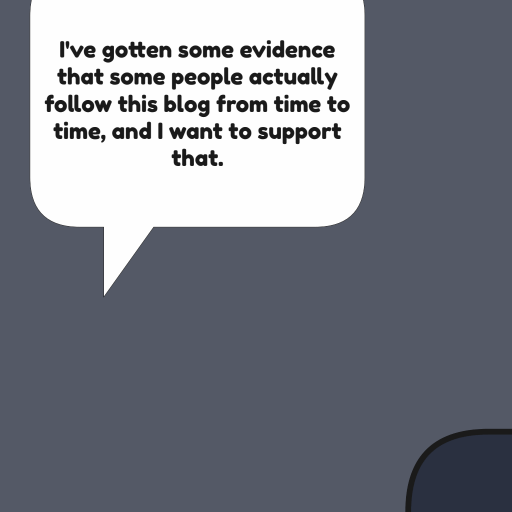 I've gotten some evidence
that some people actually
follow this blog from time to
time, and I want to support
that.